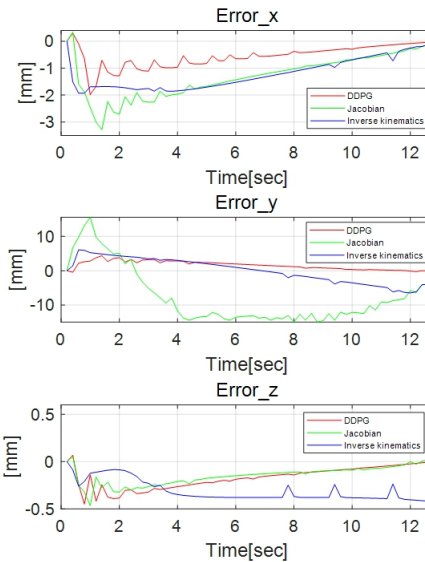 Error_x
0
-1
-2
-3
[mm]
DDPG
Jacobian
Inverse kinematics
0 2 4 6 8 10 12
Time[sec]
Error_y
10
0
-10
[mm]
DDPG
Jacobian
Inverse kinematics
0 2 4 6 8 10 12
Time[sec]
Error_z
0.5
0
-0.5
[mm]
DDPG
Jacobian
Inverse kinematics
0 2 4 6 8 10 12
Time[sec]